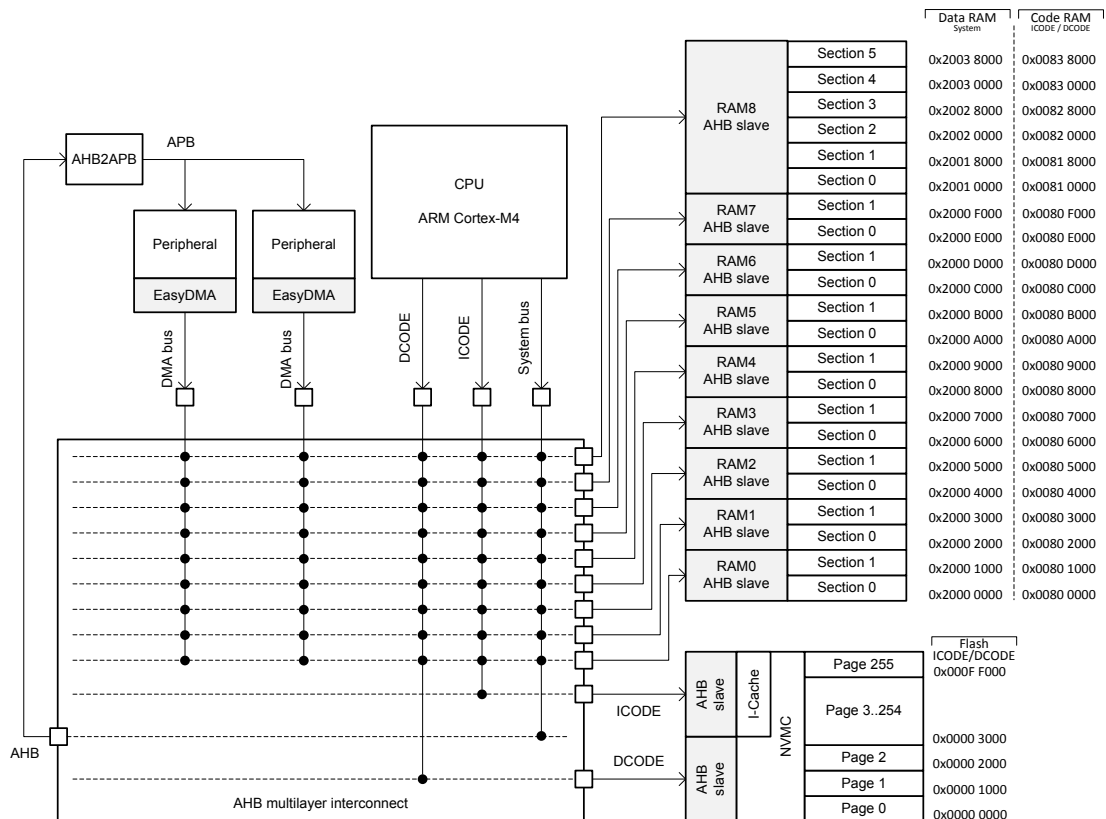 Data RAM
System
Code RAM
ICODE / DCODE
Section 5
0x2003 8000
0x0083 8000
Section 4
0x2003 0000
0x0083 0000
RAM8
AHB slave
Section 3
0x2002 8000
0x0082 8000
Section 2
0x2002 0000
0x0082 0000
Section 1
0x2001 8000
0x0081 8000
Section 0
0x2001 0000
0x0081 0000
RAM7
AHB slave
Section 1
0x2000 F000
0x0080 F000
Section 0
0x2000 E000
0x0080 E000
RAM6
AHB slave
Section 1
0x2000 D000
0x0080 D000
Section 0
0x2000 C000
0x0080 C000
RAM5
AHB slave
Section 1
0x2000 B000
0x0080 B000
Section 0
0x2000 A000
0x0080 A000
RAM4
AHB slave
Section 1
0x2000 9000
0x0080 9000
Section 0
0x2000 8000
0x0080 8000
RAM3
AHB slave
Section 1
0x2000 7000
0x0080 7000
Section 0
0x2000 6000
0x0080 6000
RAM2
AHB slave
Section 1
0x2000 5000
0x0080 5000
Section 0
0x2000 4000
0x0080 4000
RAM1
AHB slave
Section 1
0x2000 3000
0x0080 3000
Section 0
0x2000 2000
0x0080 2000
RAM0
AHB slave
Section 1
0x2000 1000
0x0080 1000
Section 0
0x2000 0000
0x0080 0000
AHB2APB
APB
CPU
ARM Cortex-M4
Peripheral
EasyDMA
Peripheral
EasyDMA
DMA bus
DMA bus
DCODE
ICODE
System bus
Flash
ICODE/DCODE
AHB slave
I-Cache
NVMC
Page 255
0x000F F000
Page 3..254
0x0000 3000
ICODE
AHB
DCODE
AHB slave
Page 2
0x0000 2000
Page 1
0x0000 1000
Page 0
0x0000 0000
AHB multilayer interconnect